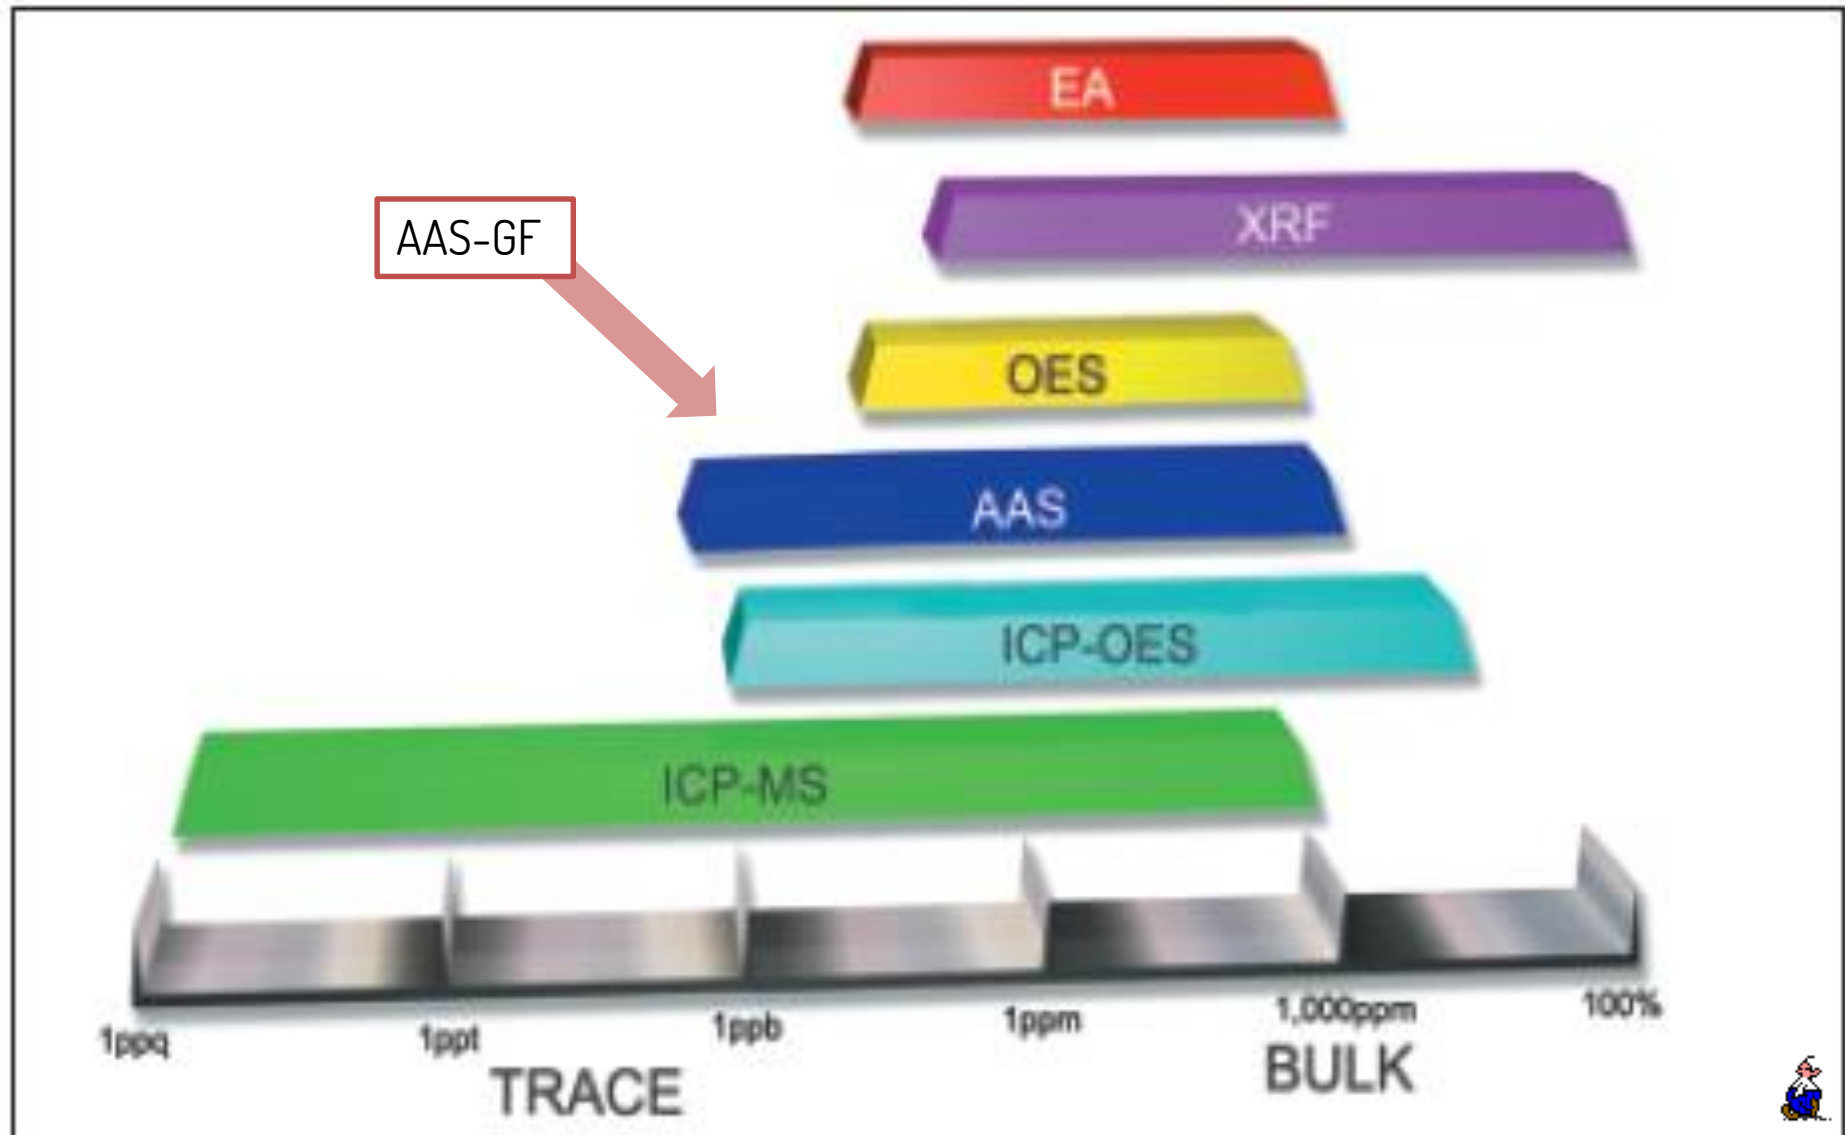 EA
XRF
AAS-GF
OES
AAS
ICP-OES
ICP-MS
1ppq
1ppt
1ppb
1ppm
1,000ppm
100%
TRACE
BULK